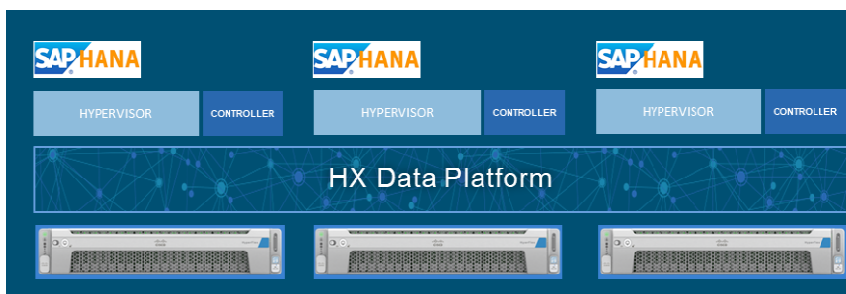 SAP HANA SAP HANA SAP HANA
HYPERVISOR CONTROLLER HYPERVISOR CONTROLLER HYPERVISOR CONTROLLER
HX Data Platform